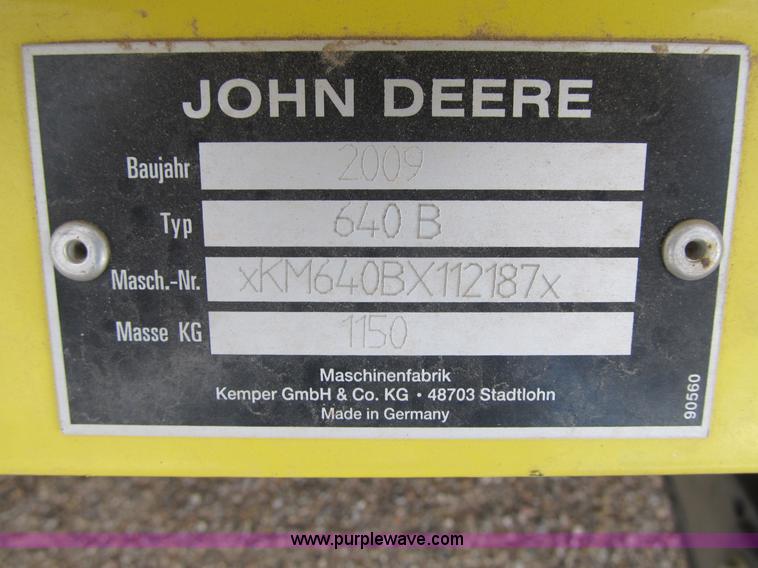 JOHN DEERE
Baujahr 2009
Typ 640 B
Masch.-Nr. xKM640BX112187x
Masse KG 1150
Maschinenfabrik
Kemper GmbH & Co. KG · 48703 Stadtlohn
Made in Germany
90560
www.purplewave.com